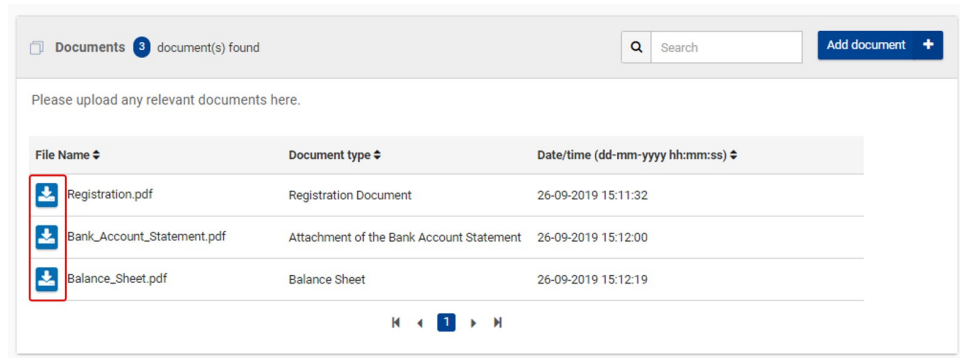 Documents 3 document(s) found Search Add document +
Please upload any relevant documents here.
File Name Document type Date/time (dd-mm-yyyy hh:mm:ss)
Registration.pdf Registration Document 26-09-2019 15:11:32
Bank_Account_Statement.pdf Attachment of the Bank Account Statement 26-09-2019 15:12:00
Balance_Sheet.pdf Balance Sheet 26-09-2019 15:12:19
1